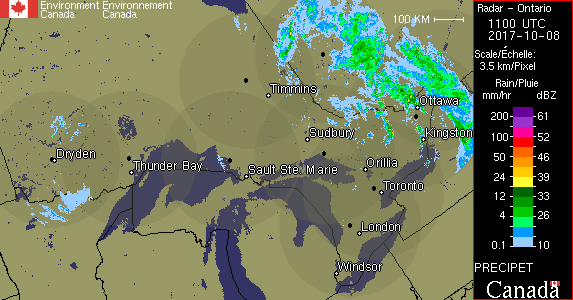 Environment Environnement
Canada Canada
100 KM
Timmins
Ottawa
Sudbury
Kingston
Dryden
Thunder Bay
Sault Ste. Marie
Orillia
Toronto
London
Windsor
Radar - Ontario
1100 UTC
2017-10-08
Scale/Échelle:
3.5 km/Pixel
Rain/Pluie
mm/hr dBZ
200 61
100 52
50 46
24 39
12 33
4 26
2 20
0.1 10
PRECIPET
Canada